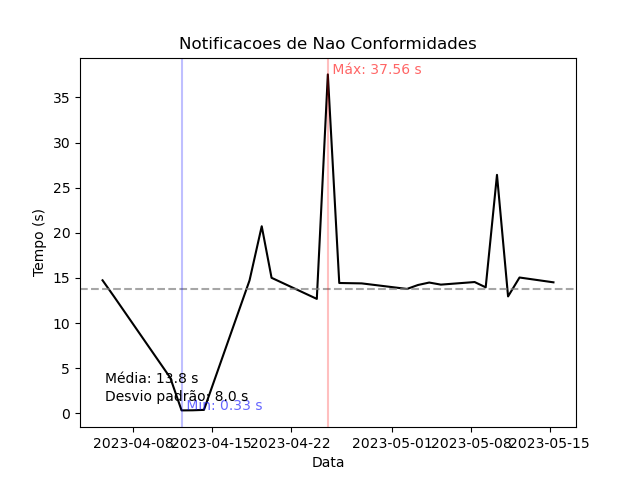 Notificacoes de Nao Conformidades
Máx: 37.56 s
35
30
25
20
15
10
5
0
Tempo (s)
Média: 13.8 s
Desvio padrão: 8.0 s
Mín: 0.33 s
2023-04-08
2023-04-15
2023-04-22
2023-05-01
2023-05-08
2023-05-15
Data